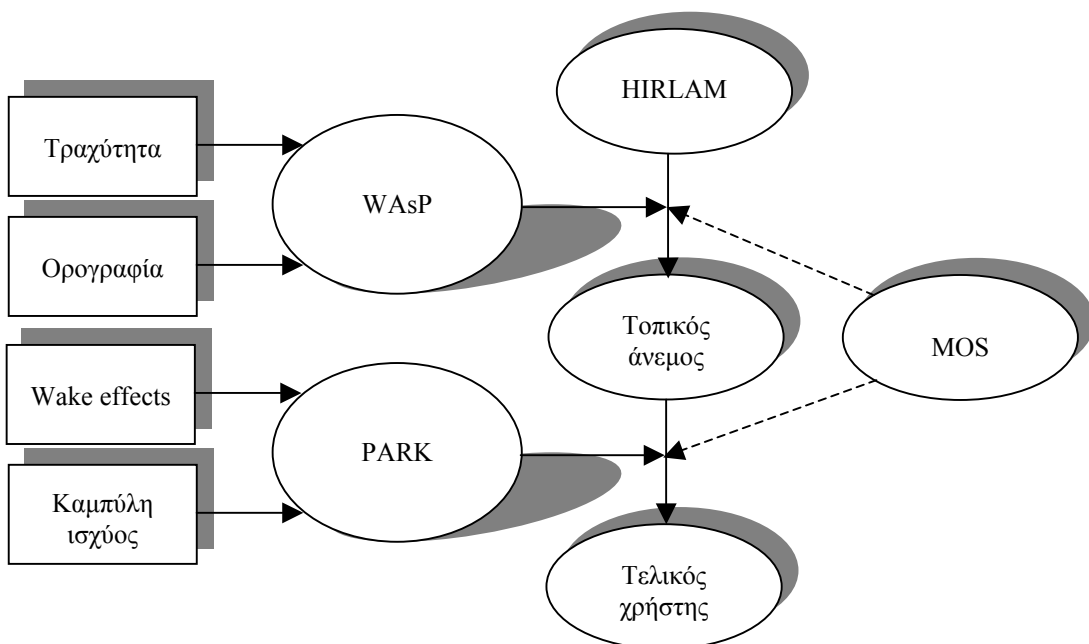 HIRLAM
Τραχύτητα
WAsP
Ορογραφία
Τοπικός
άνεμος
MOS
Wake effects
PARK
Καμπύλη
ισχύος
Τελικός
χρήστης